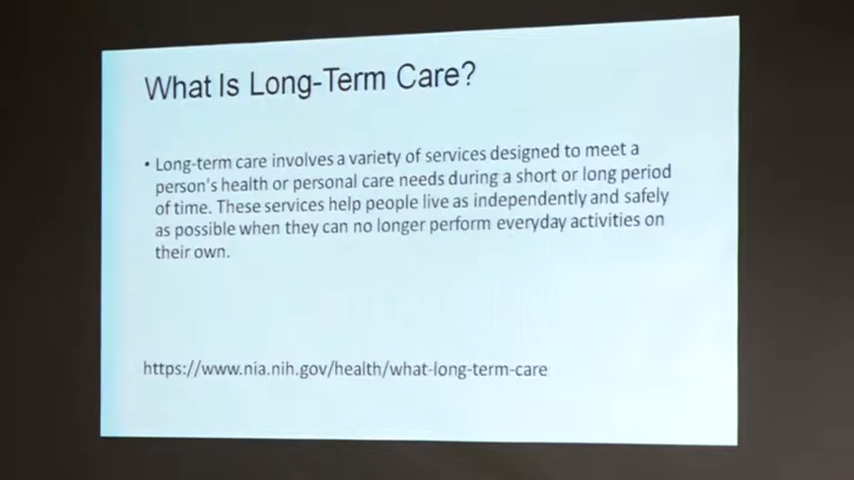 What Is Long-Term Care?
• Long-term care involves a variety of services designed to meet a
person's health or personal care needs during a short or long period
of time. These services help people live as independently and safely
as possible when they can no longer perform everyday activities on
their own.
https://www.nia.nih.gov/health/what-long-term-care